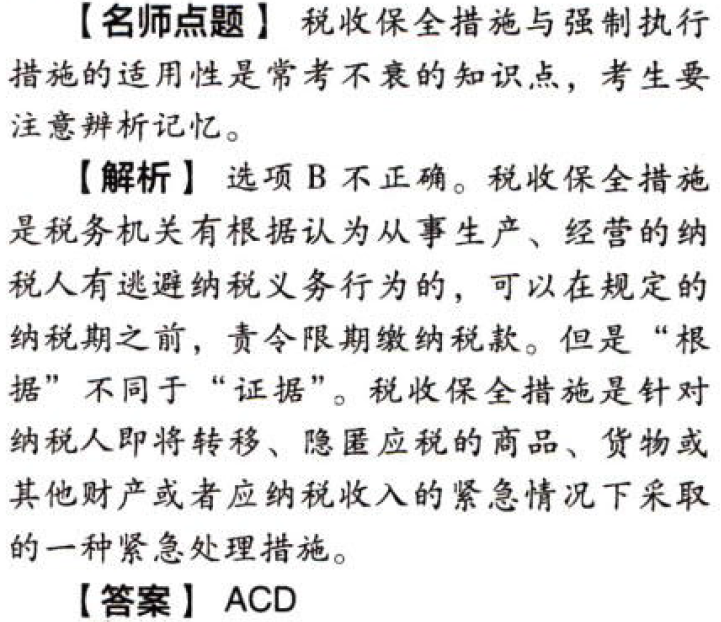 【名师点题】 税收保全措施与强制执行
措施的适用性是常考不衰的知识点，考生要
注意辨析记忆。
【解析】 选项 B 不正确。税收保全措施
是税务机关有根据认为从事生产、经营的纳
税人有逃避纳税义务行为的，可以在规定的
纳税期之前，责令限期缴纳税款。但是“根
据”不同于“证据”。税收保全措施是针对
纳税人即将转移、隐匿应税的商品、货物或
其他财产或者应纳税收入的紧急情况下采取
的一种紧急处理措施。
【答案】 ACD